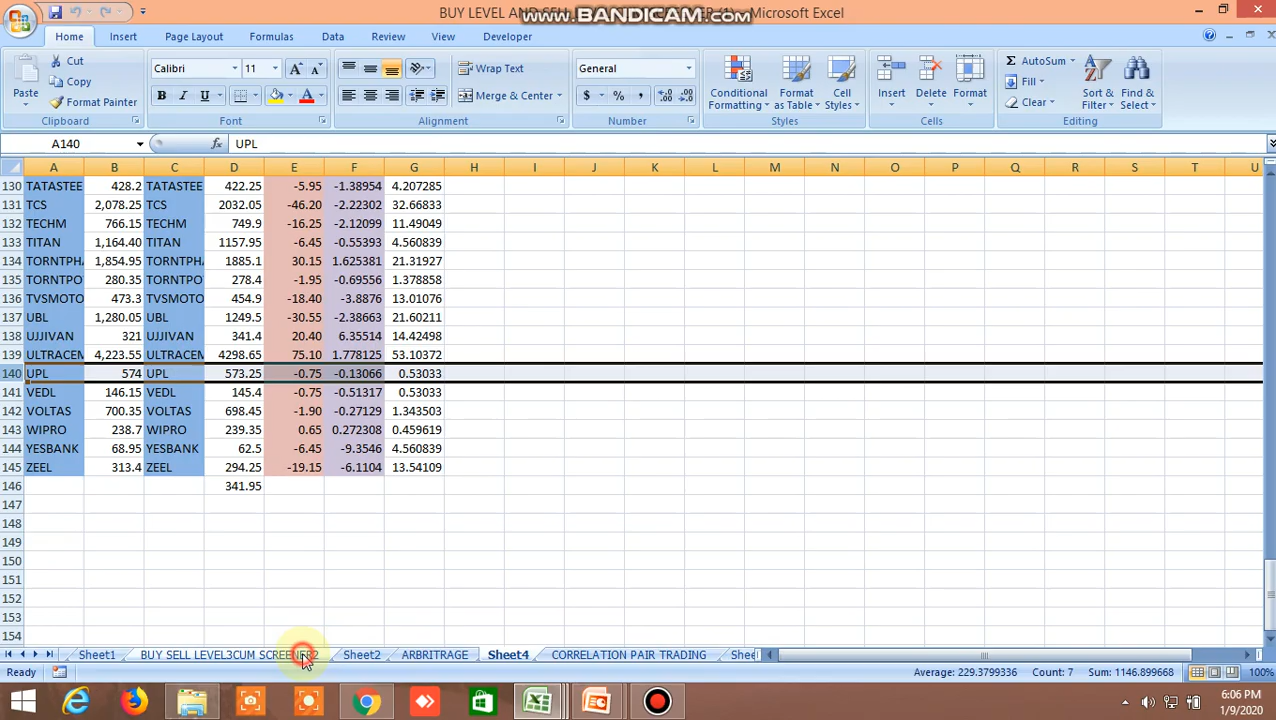 BUY LEVEL AND - Microsoft Excel
www.BANDICAM.com
Home Insert Page Layout Formulas Data Review View Developer
Cut
Copy
Format Painter
Paste
Clipboard
Calibri 11
B I U
Font
Wrap Text
Merge & Center
Alignment
General
$ % ,
Number
Conditional Formatting
Format as Table
Cell Styles
Styles
Insert Delete Format
Cells
Σ AutoSum
Fill
Clear
Sort & Filter
Find & Select
Editing
A140 fx UPL
A B C D E F G H I J K L M N O P Q R S T U
130 TATASTEE 428.2 TATASTEE 422.25 -5.95 -1.38954 4.207285
131 TCS 2,078.25 TCS 2032.05 -46.20 -2.22302 32.66833
132 TECHM 766.15 TECHM 749.9 -16.25 -2.12099 11.49049
133 TITAN 1,164.40 TITAN 1157.95 -6.45 -0.55393 4.560839
134 TORNTPH 1,854.95 TORNTPH 1885.1 30.15 1.625381 21.31927
135 TORNTPO 280.35 TORNTPO 278.4 -1.95 -0.69556 1.378858
136 TVSMOTO 473.3 TVSMOTO 454.9 -18.40 -3.8876 13.01076
137 UBL 1,280.05 UBL 1249.5 -30.55 -2.38663 21.60211
138 UJJIVAN 321 UJJIVAN 341.4 20.40 6.35514 14.42498
139 ULTRACEM 4,223.55 ULTRACEM 4298.65 75.10 1.778125 53.10372
140 UPL 574 UPL 573.25 -0.75 -0.13066 0.53033
141 VEDL 146.15 VEDL 145.4 -0.75 -0.51317 0.53033
142 VOLTAS 700.35 VOLTAS 698.45 -1.90 -0.27129 1.343503
143 WIPRO 238.7 WIPRO 239.35 0.65 0.272308 0.459619
144 YESBANK 68.95 YESBANK 62.5 -6.45 -9.3546 4.560839
145 ZEEL 313.4 ZEEL 294.25 -19.15 -6.1104 13.54109
146 341.95
147
148
149
150
151
152
153
154
Sheet1 BUY SELL LEVEL3CUM SCREENER2 Sheet2 ARBRITRAGE Sheet4 CORRELATION PAIR TRADING Shee
Ready Average: 229.3799336 Count: 7 Sum: 1146.899668 100%
6:06 PM
1/9/2020